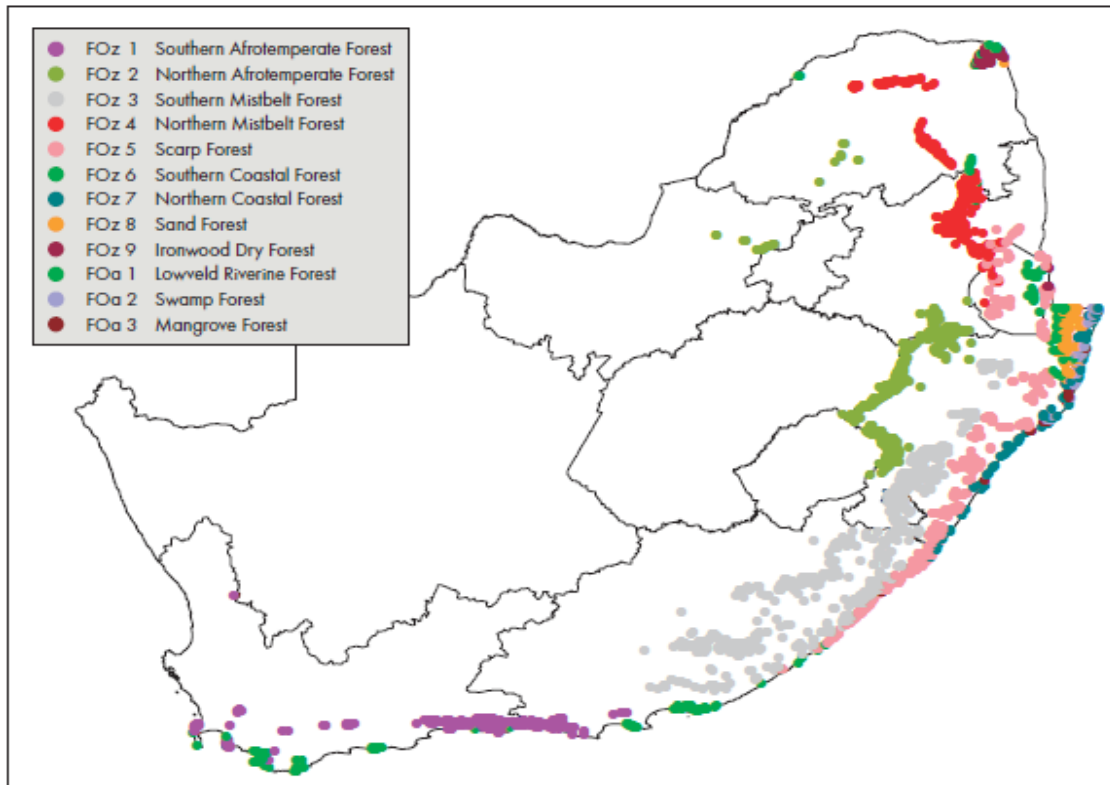 FOz 1 Southern Afrotemperate Forest
FOz 2 Northern Afrotemperate Forest
FOz 3 Southern Mistbelt Forest
FOz 4 Northern Mistbelt Forest
FOz 5 Scarp Forest
FOz 6 Southern Coastal Forest
FOz 7 Northern Coastal Forest
FOz 8 Sand Forest
FOz 9 Ironwood Dry Forest
FOa 1 Lowveld Riverine Forest
FOa 2 Swamp Forest
FOa 3 Mangrove Forest